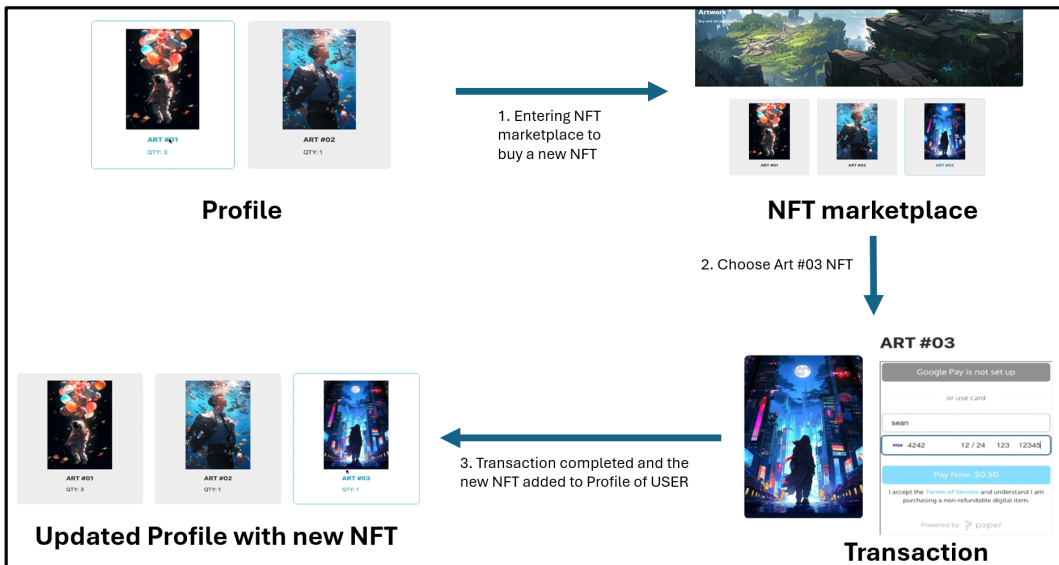 ART #01
QTY: 3
ART #02
QTY: 1
Profile
1. Entering NFT
marketplace to
buy a new NFT
Artwork
Buy and
ART #01
ART #02
ART #03
NFT marketplace
2. Choose Art #03 NFT
ART #03
Google Pay is not set up
or use card
sean
VISA 4242 12 / 24 123 12345
Pay Now $0.50
I accept the Terms of Service and understand I am
purchasing a non-refundable digital item.
Powered by paper
Transaction
3. Transaction completed and the
new NFT added to Profile of USER
ART #01
QTY: 3
ART #02
QTY: 1
ART #03
QTY: 1
Updated Profile with new NFT